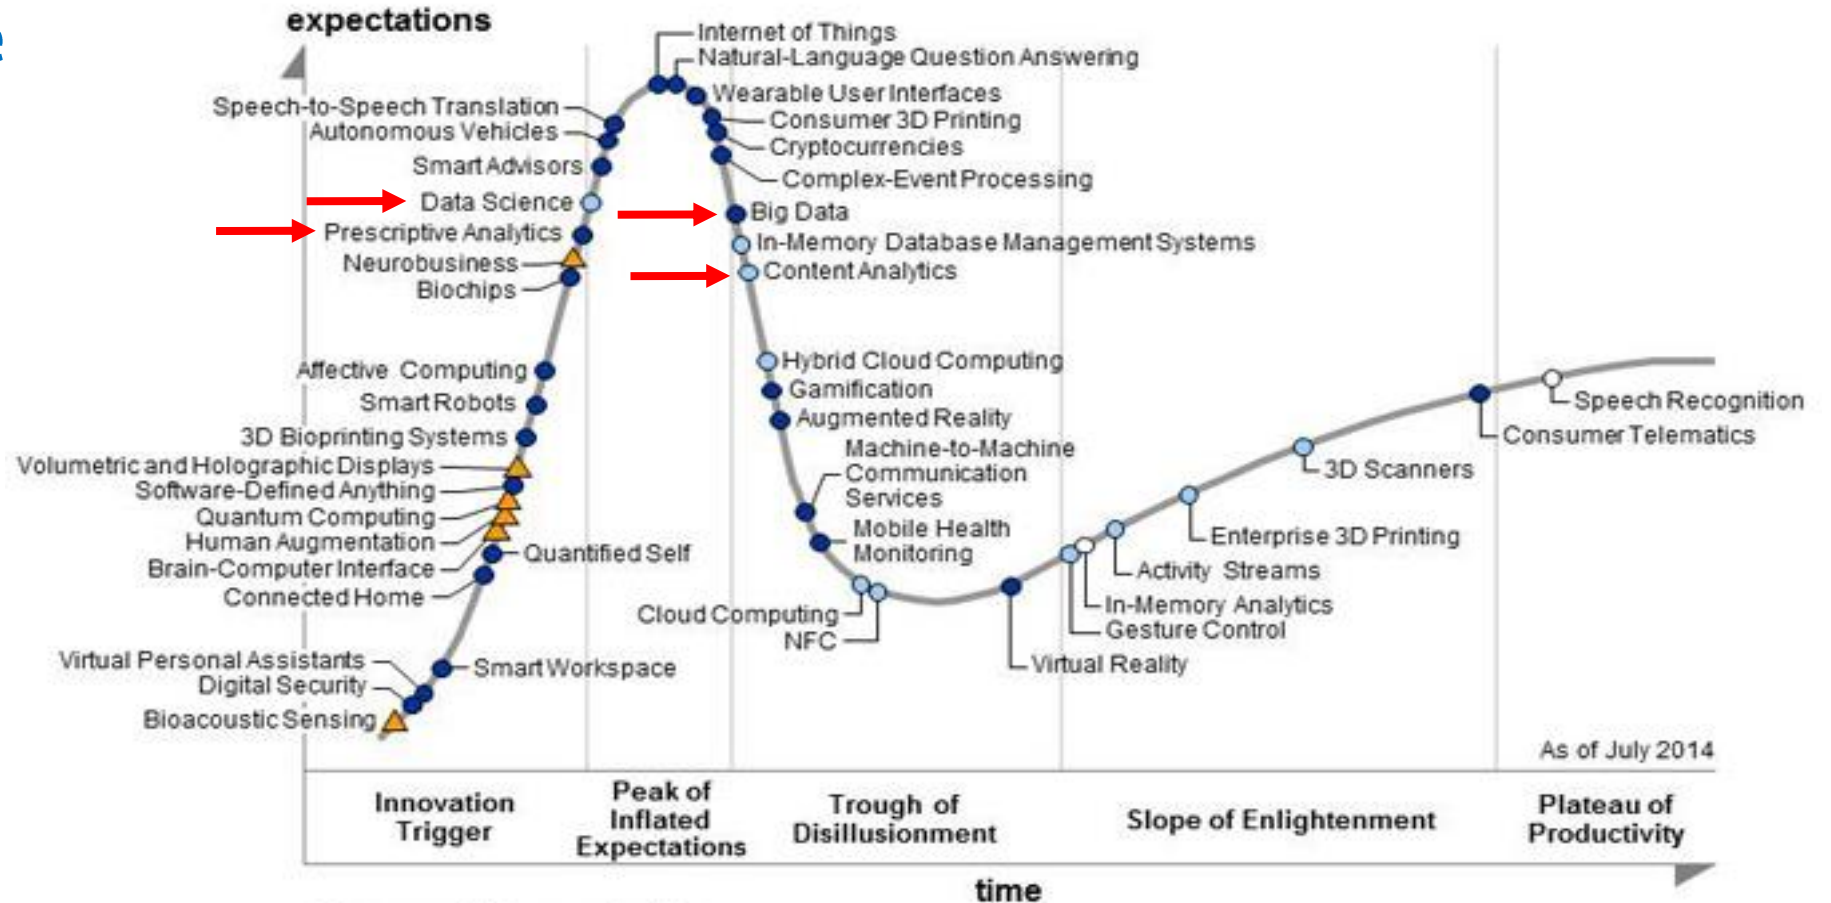 expectations
e
Internet of Things
Natural-Language Question Answering
Wearable User Interfaces
Consumer 3D Printing
Cryptocurrencies
Complex-Event Processing
Speech-to-Speech Translation
Autonomous Vehicles
Smart Advisors
Data Science
Prescriptive Analytics
Neurobusiness
Biochips
Big Data
In-Memory Database Management Systems
Content Analytics
Affective Computing
Smart Robots
3D Bioprinting Systems
Volumetric and Holographic Displays
Software-Defined Anything
Quantum Computing
Human Augmentation
Brain-Computer Interface
Connected Home
Quantified Self
Virtual Personal Assistants
Digital Security
Bioacoustic Sensing
Smart Workspace
Hybrid Cloud Computing
Gamification
Augmented Reality
Machine-to-Machine
Communication
Services
Mobile Health
Monitoring
Cloud Computing
NFC
Virtual Reality
Gesture Control
In-Memory Analytics
Activity Streams
Enterprise 3D Printing
3D Scanners
Consumer Telematics
Speech Recognition
As of July 2014
Innovation
Trigger
Peak of
Inflated
Expectations
Trough of
Disillusionment
Slope of Enlightenment
Plateau of
Productivity
time